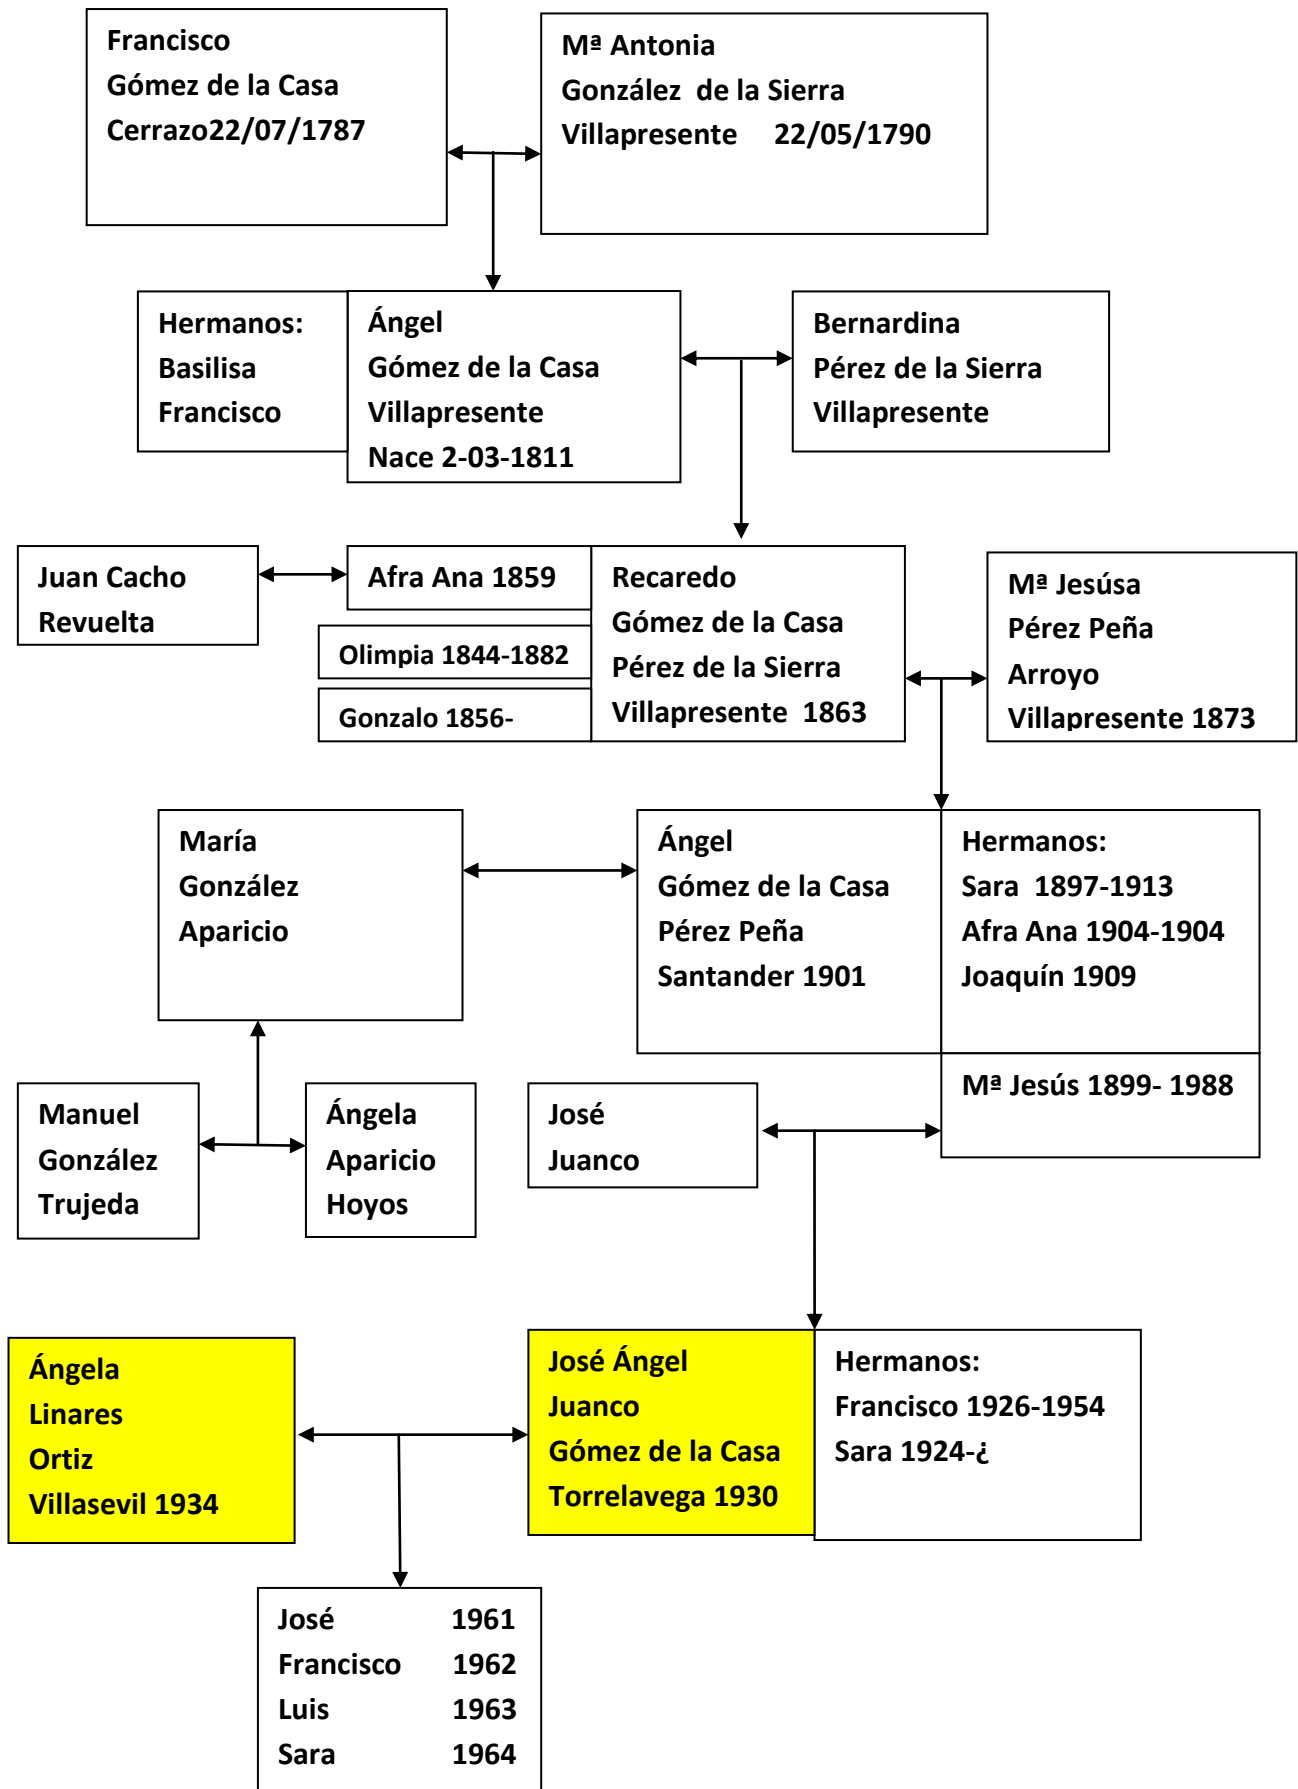 Francisco
Gómez de la Casa
Cerrazo22/07/1787
Mª Antonia
González de la Sierra
Villapresente 22/05/1790
Hermanos:
Basilisa
Francisco
Ángel
Gómez de la Casa
Villapresente
Nace 2-03-1811
Bernardina
Pérez de la Sierra
Villapresente
Juan Cacho
Revuelta
Afra Ana 1859
Olimpia 1844-1882
Gonzalo 1856-
Recaredo
Gómez de la Casa
Pérez de la Sierra
Villapresente 1863
Mª Jesúsa
Pérez Peña
Arroyo
Villapresente 1873
María
González
Aparicio
Ángel
Gómez de la Casa
Pérez Peña
Santander 1901
Hermanos:
Sara 1897-1913
Afra Ana 1904-1904
Joaquín 1909
Mª Jesús 1899- 1988
Manuel
González
Trujeda
Ángela
Aparicio
Hoyos
José
Juanco
Ángela
Linares
Ortiz
Villasevil 1934
José Ángel
Juanco
Gómez de la Casa
Torrelavega 1930
Hermanos:
Francisco 1926-1954
Sara 1924-¿
José 1961
Francisco 1962
Luis 1963
Sara 1964